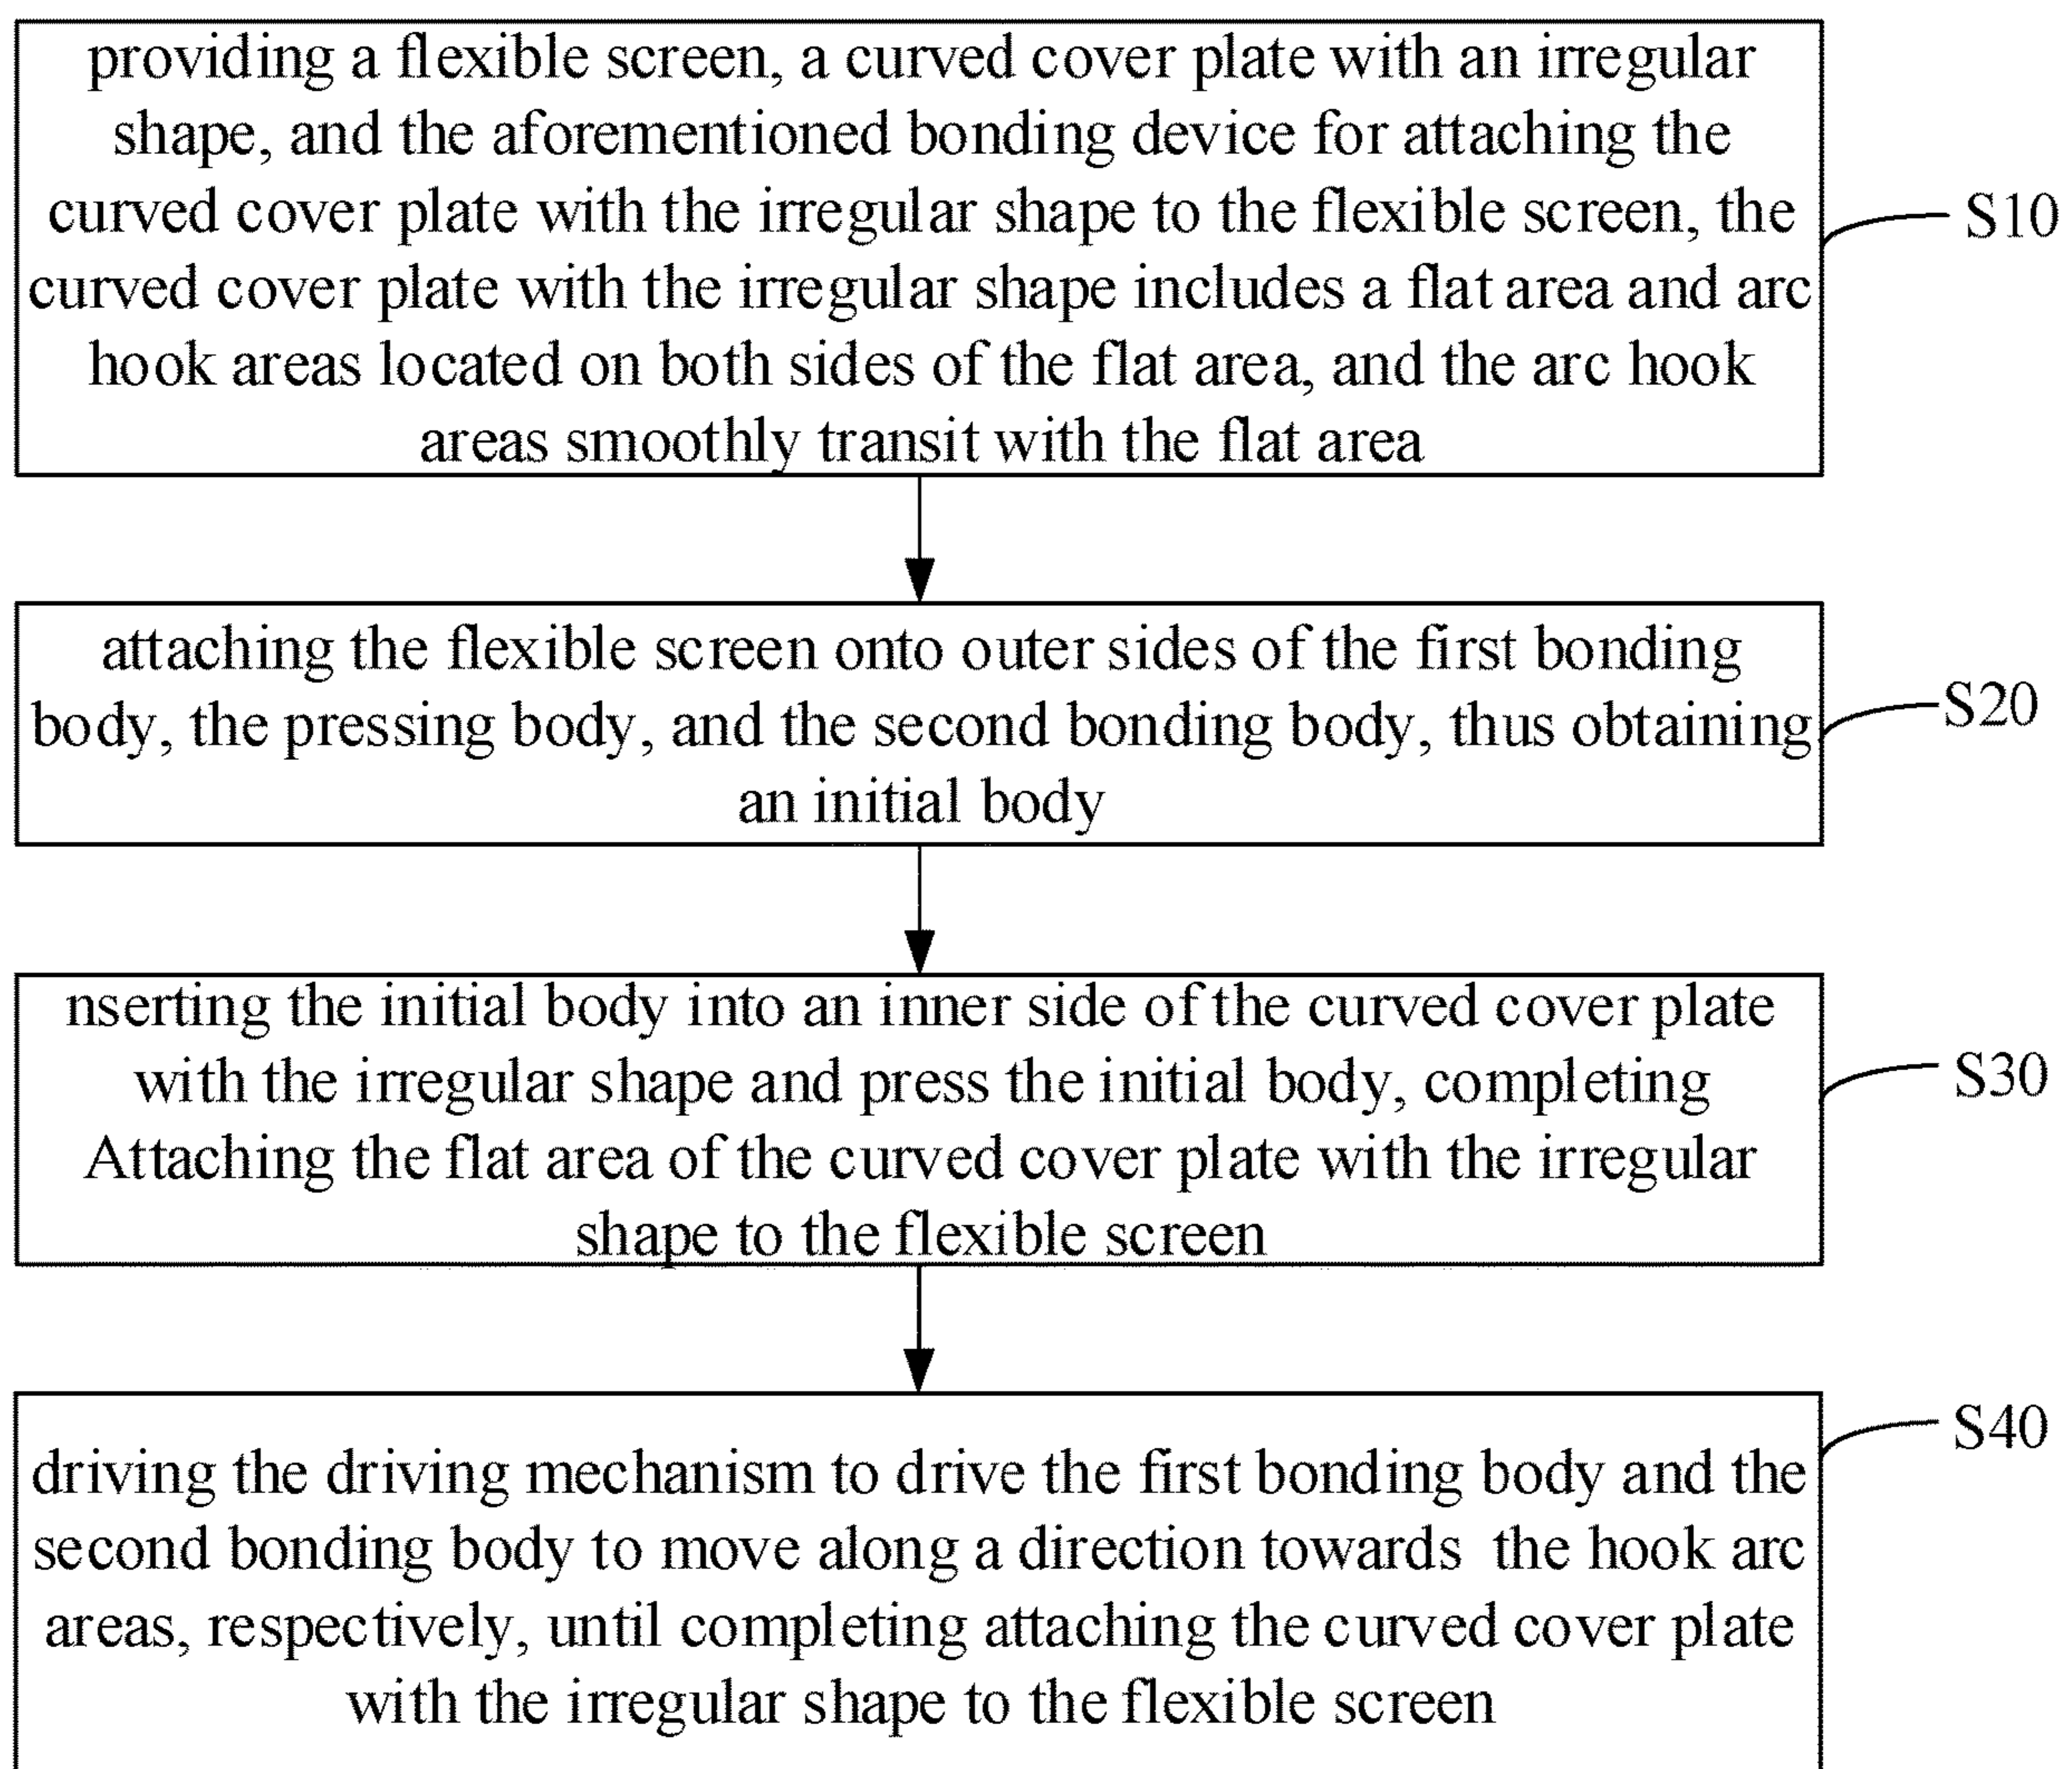 providing a flexible screen, a curved cover plate with an irregular
shape, and the aforementioned bonding device for attaching the
curved cover plate with the irregular shape to the flexible screen, the
curved cover plate with the irregular shape includes a flat area and arc
hook areas located on both sides of the flat area, and the arc hook
areas smoothly transit with the flat area
S10
attaching the flexible screen onto outer sides of the first bonding
body, the pressing body, and the second bonding body, thus obtaining
an initial body
S20
nserting the initial body into an inner side of the curved cover plate
with the irregular shape and press the initial body, completing
Attaching the flat area of the curved cover plate with the irregular
shape to the flexible screen
S30
driving the driving mechanism to drive the first bonding body and the
second bonding body to move along a direction towards the hook arc
areas, respectively, until completing attaching the curved cover plate
with the irregular shape to the flexible screen
S40